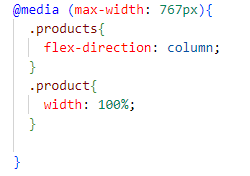 @media (max-width: 767px){
  .products{
    flex-direction: column;
  }
  .product{
    width: 100%;
  }

}